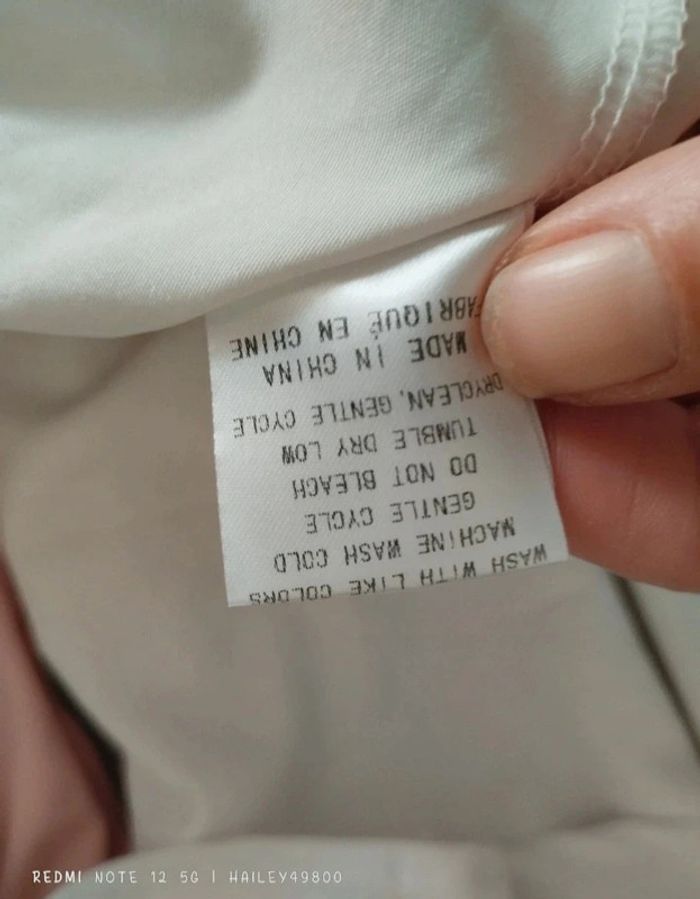 WASH WITH LIKE COLORS
MACHINE WASH COLD
GENTLE CYCLE
DO NOT BLEACH
TUMBLE DRY LOW
DRYCLEAN, GENTLE CYCLE
MADE IN CHINA
FABRIQUÉ EN CHINE
REDMI NOTE 12 5G | HAILEY49800